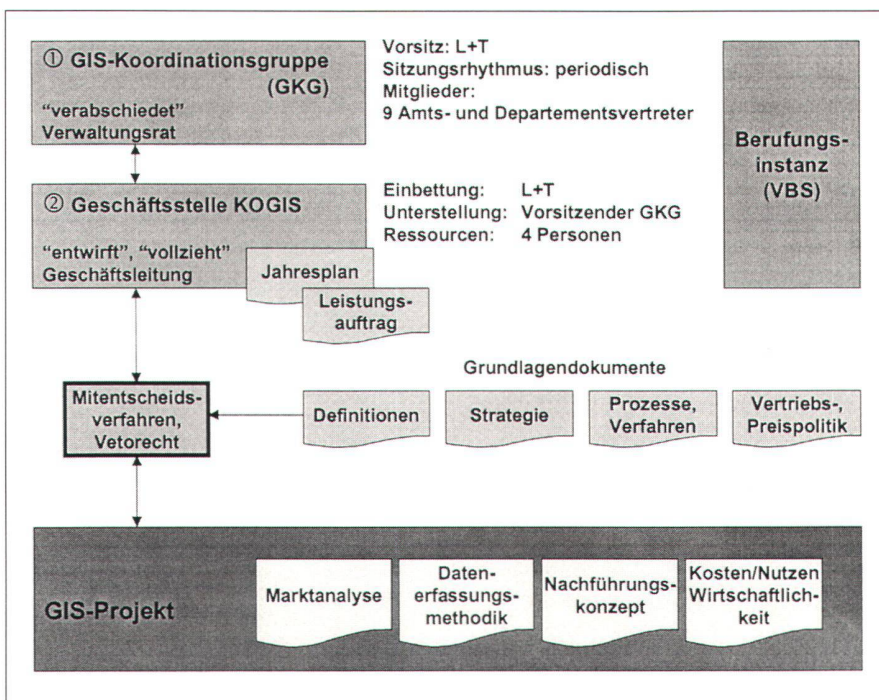 ① GIS-Koordinationsgruppe
(GKG)
"verabschiedet"
Verwaltungsrat
Vorsitz: L+T
Sitzungsrhythmus: periodisch
Mitglieder:
9 Amts- und Departementsvertreter
Berufungs-
instanz
(VBS)
② Geschäftsstelle KOGIS
"entwirft", "vollzieht"
Geschäftsleitung
Einbettung: L+T
Unterstellung: Vorsitzender GKG
Ressourcen: 4 Personen
Jahresplan
Leistungs-
auftrag
Mitentscheids-
verfahren,
Vetorecht
Grundlagendokumente
Definitionen
Strategie
Prozesse,
Verfahren
Vertriebs-,
Preispolitik
GIS-Projekt
Marktanalyse
Daten-
erfassungs-
methodik
Nachführungs-
konzept
Kosten/Nutzen
Wirtschaftlich-
keit